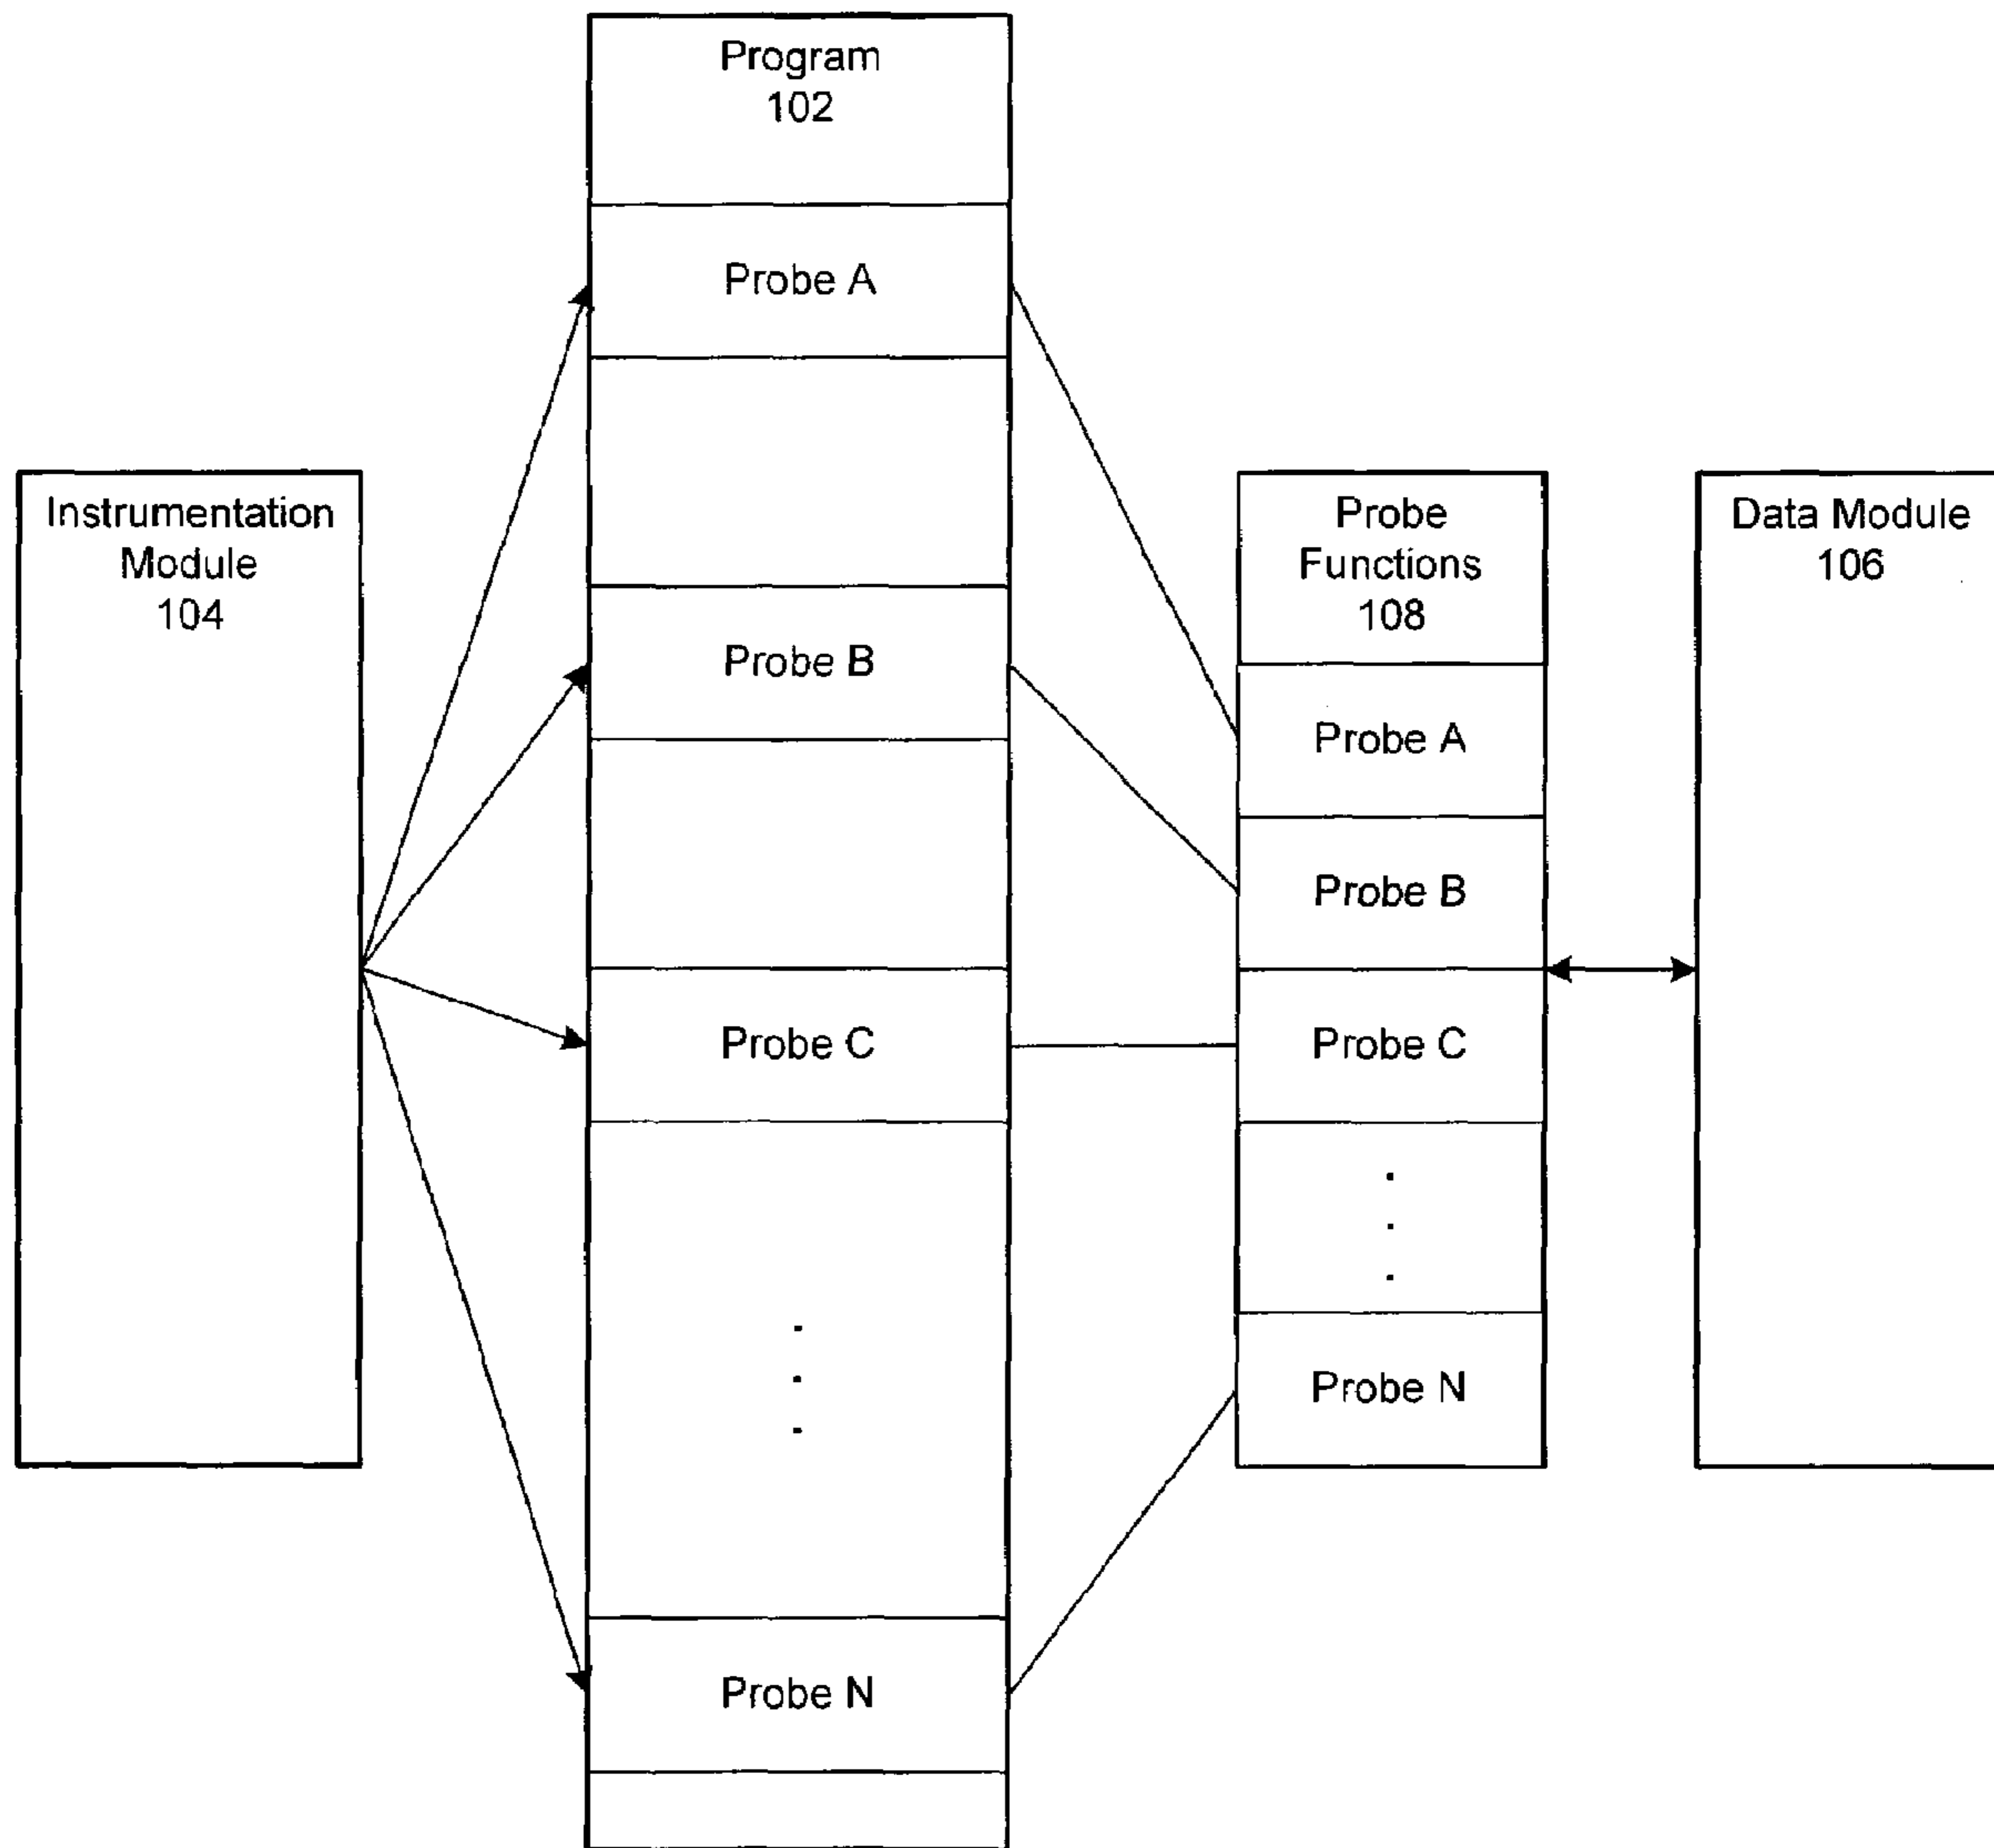 Program
102
Probe A
Probe B
Probe C
.
.
.
Probe N
Instrumentation
Module
104
Probe
Functions
108
Probe A
Probe B
Probe C
.
.
.
Probe N
Data Module
106